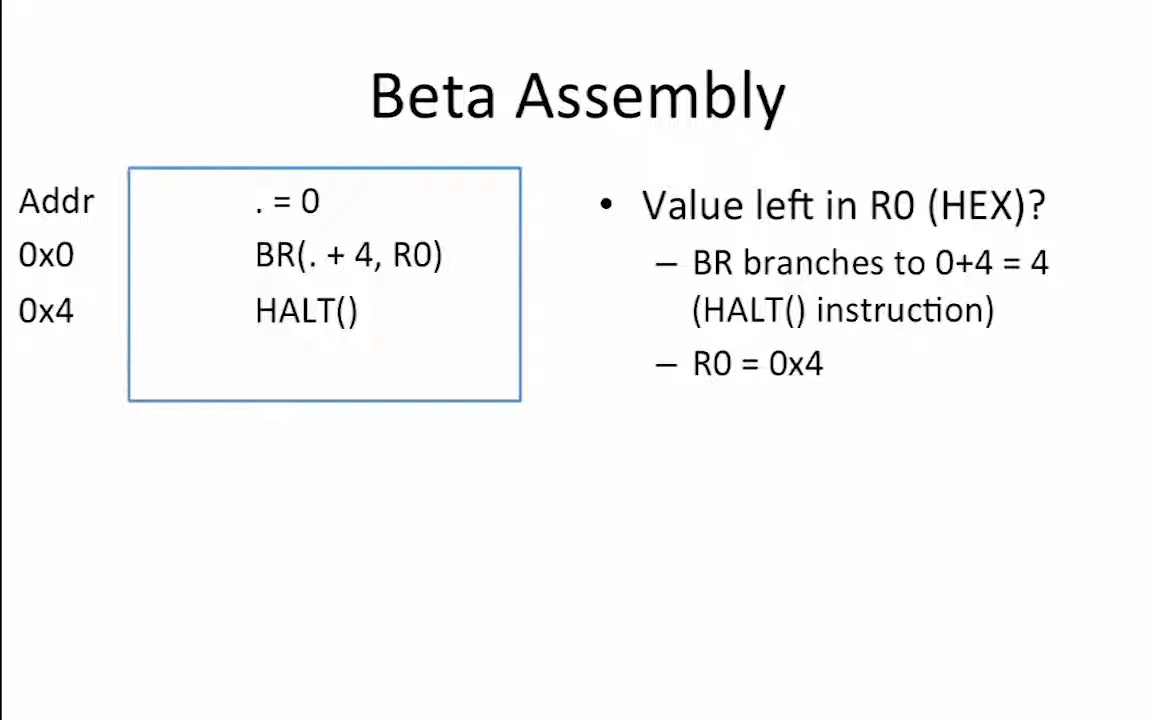 Beta Assembly
Addr
. = 0
0x0
BR(. + 4, R0)
0x4
HALT()
• Value left in R0 (HEX)?
– BR branches to 0+4 = 4
(HALT() instruction)
– R0 = 0x4